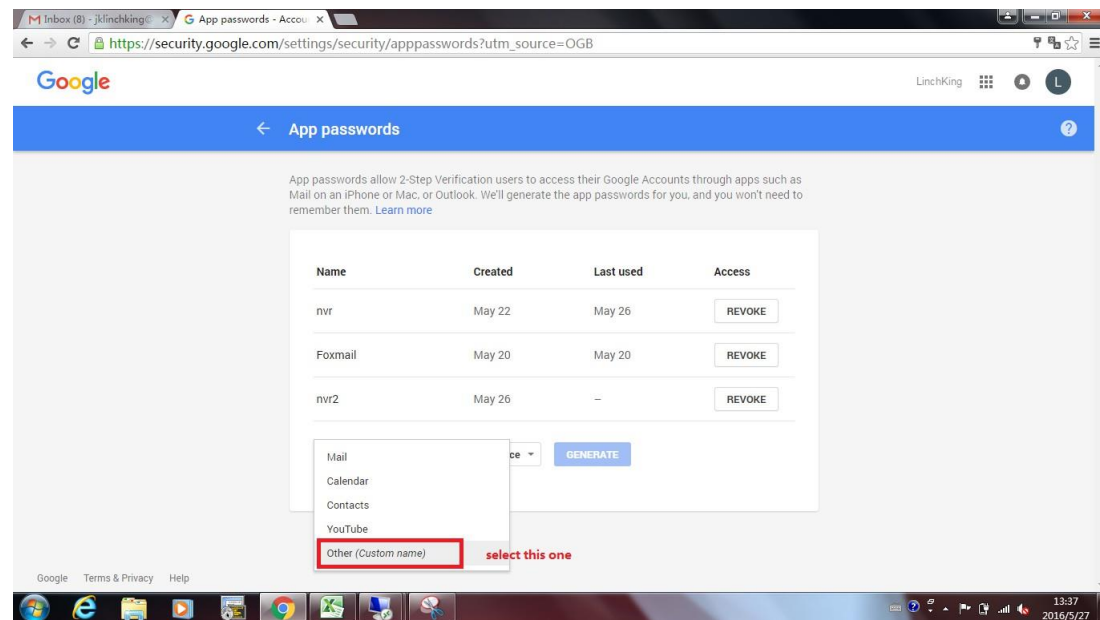 Inbox (8) - jklinchking@
App passwords - Accou
https://security.google.com/settings/security/apppasswords?utm_source=OGB
Google
LinchKing
L
App passwords
App passwords allow 2-Step Verification users to access their Google Accounts through apps such as
Mail on an iPhone or Mac, or Outlook. We'll generate the app passwords for you, and you won't need to
remember them. Learn more
Name Created Last used Access
nvr May 22 May 26 REVOKE
Foxmail May 20 May 20 REVOKE
nvr2 May 26 – REVOKE
ce GENERATE
Mail
Calendar
Contacts
YouTube
Other (Custom name) select this one
Google Terms & Privacy Help
13:37
2016/5/27